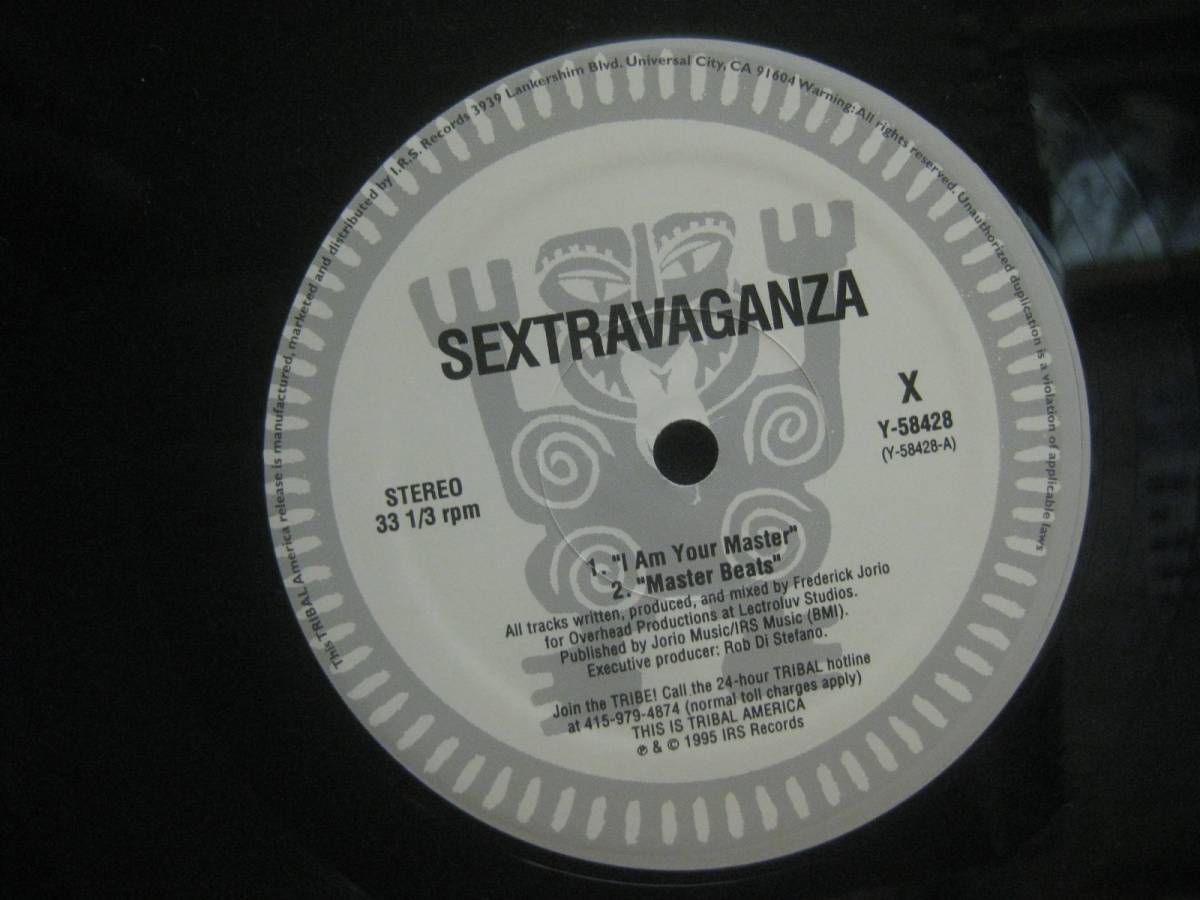 This TRIBAL America release is manufactured, marketed and distributed by I.R.S. Records 3939 Lankershim Blvd. Universal City, CA 91604 Warning: All rights reserved. Unauthorized duplication is a violation of applicable laws
SEXTRAVAGANZA
X
Y-58428
(Y-58428-A)
STEREO
33 1/3 rpm
1. "I Am Your Master"
2. "Master Beats"
All tracks written, produced, and mixed by Frederick Jorio
for Overhead Productions at Lectroluv Studios.
Published by Jorio Music/IRS Music (BMI).
Executive producer: Rob Di Stefano.
Join the TRIBE! Call the 24-hour TRIBAL hotline
at 415-979-4874 (normal toll charges apply)
THIS IS TRIBAL AMERICA
℗ & © 1995 IRS Records